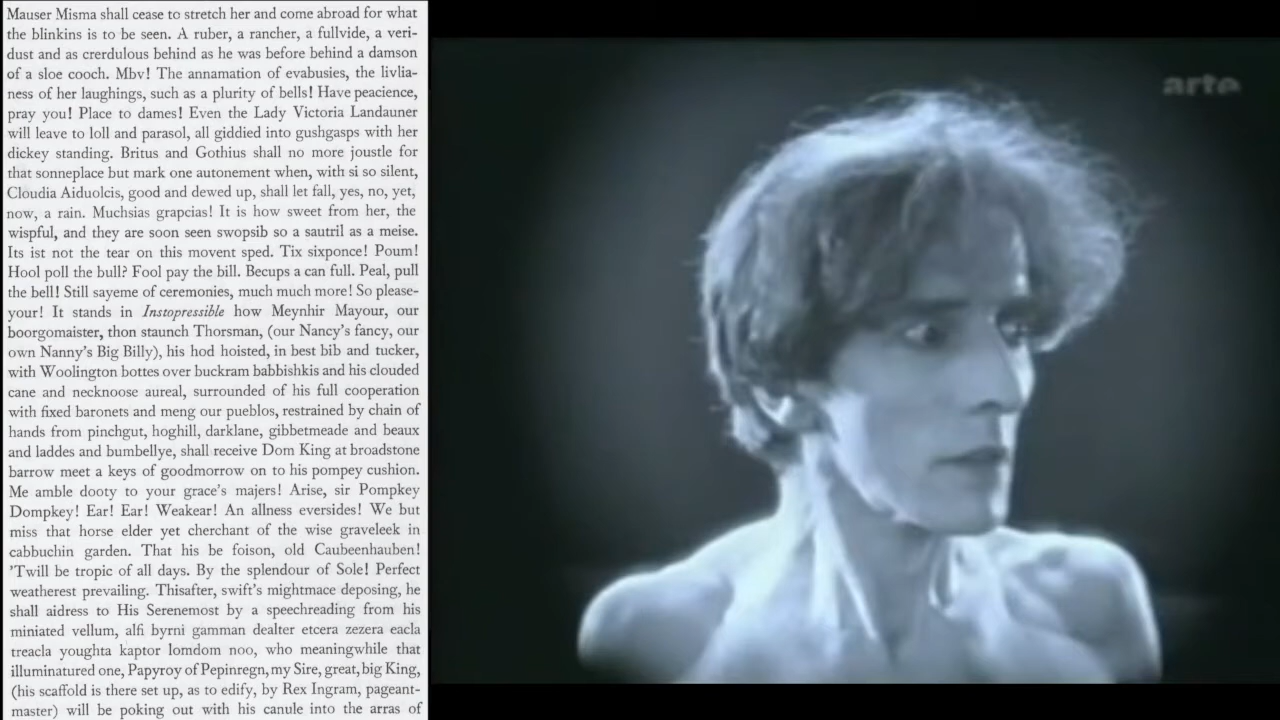 Mauser Misma shall cease to stretch her and come abroad for what
the blinkins is to be seen. A ruber, a rancher, a fullvide, a veri-
dust and as crerdulous behind as he was before behind a damson
of a sloe cooch. Mbv! The annamation of evabusies, the livlia-
ness of her laughings, such as a plurity of bells! Have peacience,
pray you! Place to dames! Even the Lady Victoria Landauner
will leave to loll and parasol, all giddied into gushgasps with her
dickey standing. Britus and Gothius shall no more joustle for
that sonneplace but mark one autonement when, with si so silent,
Cloudia Aiduolcis, good and dewed up, shall let fall, yes, no, yet,
now, a rain. Muchsias grapcias! It is how sweet from her, the
wispful, and they are soon seen swopsib so a sautril as a meise.
Its ist not the tear on this movent sped. Tix sixponce! Poum!
Hool poll the bull? Fool pay the bill. Becups a can full. Peal, pull
the bell! Still sayeme of ceremonies, much much more! So please-
your! It stands in Instopressible how Meynhir Mayour, our
boorgomaister, thon staunch Thorsman, (our Nancy's fancy, our
own Nanny's Big Billy), his hod hoisted, in best bib and tucker,
with Woolington bottes over buckram babbishkis and his clouded
cane and necknoose aureal, surrounded of his full cooperation
with fixed baronets and meng our pueblos, restrained by chain of
hands from pinchgut, hoghill, darklane, gibbetmeade and beaux
and laddes and bumbellye, shall receive Dom King at broadstone
barrow meet a keys of goodmorrow on to his pompey cushion.
Me amble dooty to your grace's majers! Arise, sir Pompkey
Dompkey! Ear! Ear! Weakear! An allness eversides! We but
miss that horse elder yet cherchant of the wise graveleek in
cabbuchin garden. That his be foison, old Caubeenhauben!
'Twill be tropic of all days. By the splendour of Sole! Perfect
weatherest prevailing. Thisafter, swift's mightmace deposing, he
shall aidress to His Serenemost by a speechreading from his
miniated vellum, alfi byrni gamman dealter etcera zezera eacla
treacla youghta kaptor lomdom noo, who meaningwhile that
illuminatured one, Papyroy of Pepinregn, my Sire, great, big King,
(his scaffold is there set up, as to edify, by Rex Ingram, pageant-
master) will be poking out with his canule into the arras of
arte